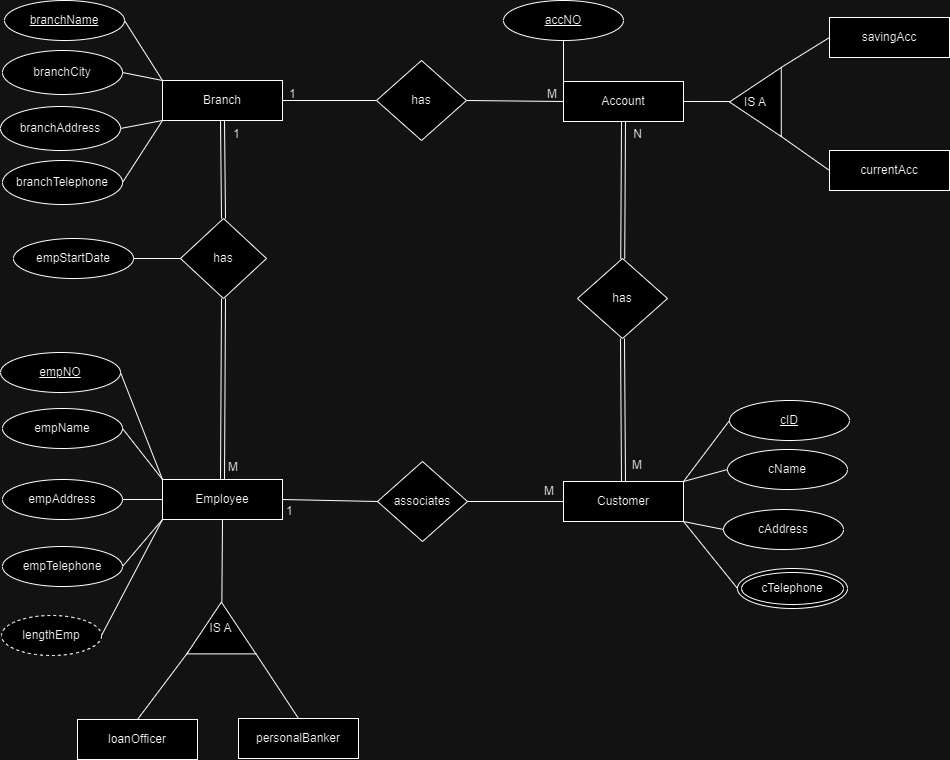 branchName
accNO
savingAcc
branchCity
1
has
M
Branch
Account
IS A
branchAddress
1
N
currentAcc
branchTelephone
empStartDate
has
has
empNO
cID
empName
M
M
cName
empAddress
Employee
1
associates
M
Customer
cAddress
empTelephone
cTelephone
lengthEmp
IS A
loanOfficer
personalBanker